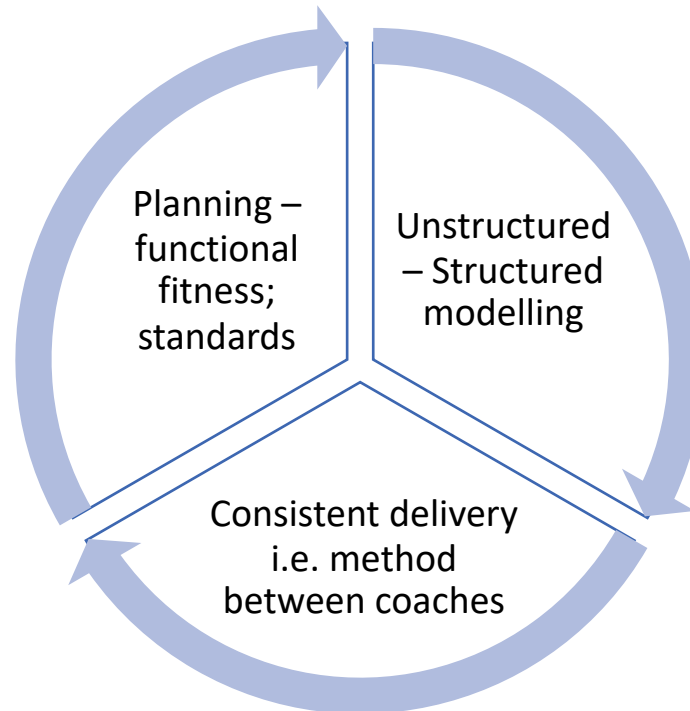 Planning –
functional
fitness;
standards
Unstructured
– Structured
modelling
Consistent delivery
i.e. method
between coaches